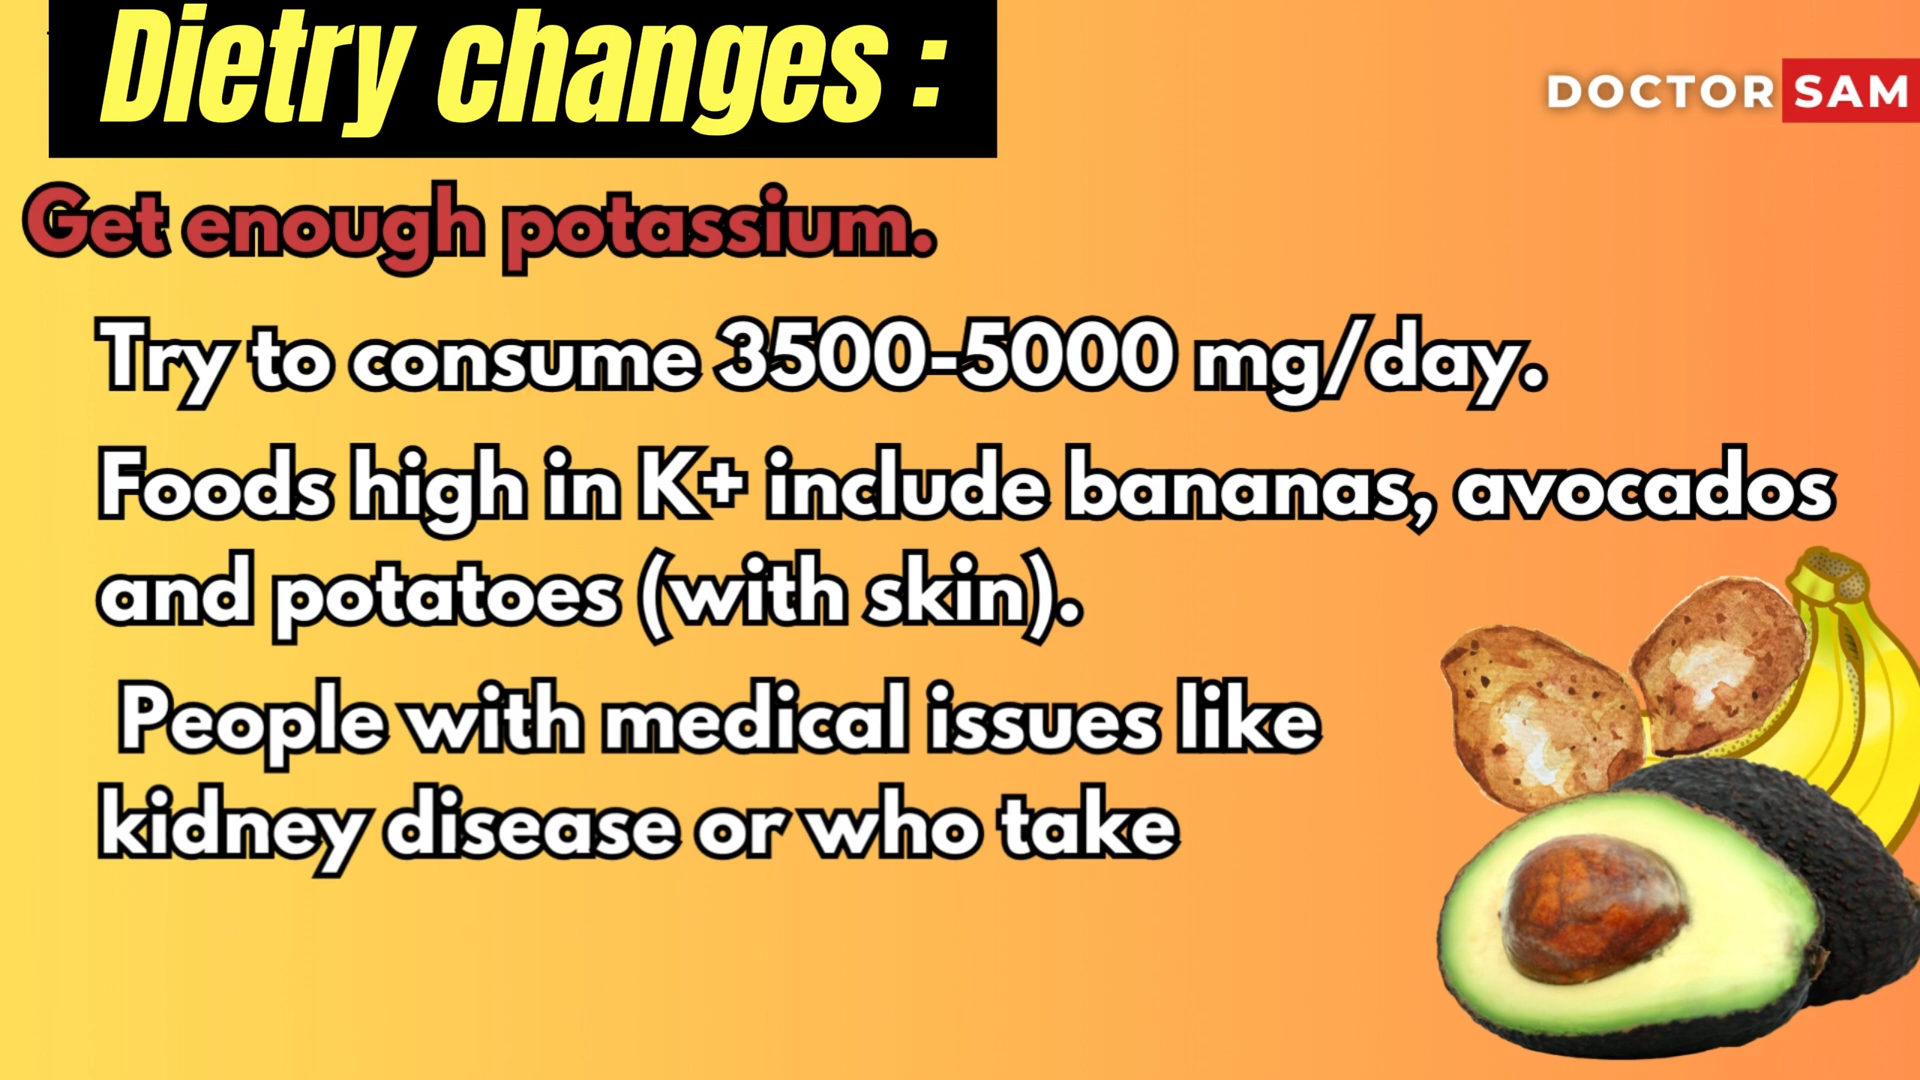 Dietry changes :
DOCTOR SAM
Get enough potassium.
Try to consume 3500-5000 mg/day.
Foods high in K+ include bananas, avocados
and potatoes (with skin).
People with medical issues like
kidney disease or who take